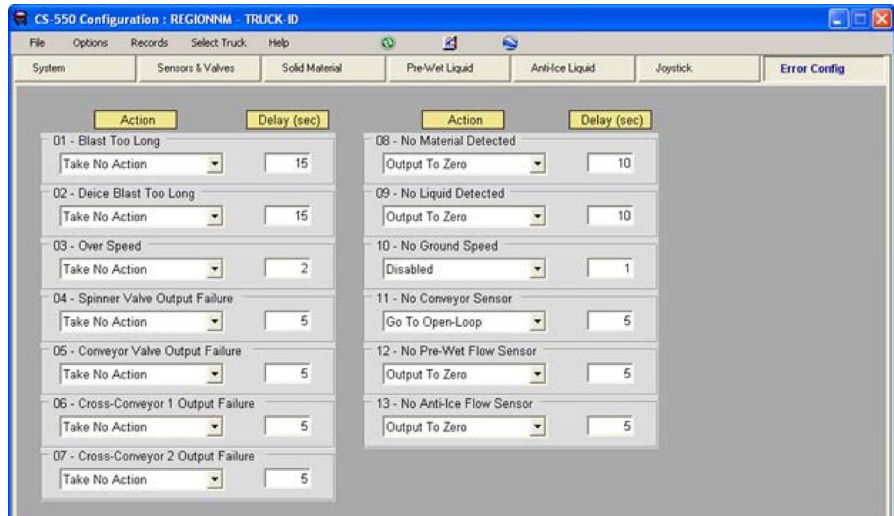 CS-550 Configuration : REGIONNM - TRUCK-ID
File Options Records Select Truck Help
System Sensors & Valves Solid Material Pre-Wet Liquid Anti-Ice Liquid Joystick Error Config
Action Delay (sec)
01 - Blast Too Long
Take No Action 15
02 - Deice Blast Too Long
Take No Action 15
03 - Over Speed
Take No Action 2
04 - Spinner Valve Output Failure
Take No Action 5
05 - Conveyor Valve Output Failure
Take No Action 5
06 - Cross-Conveyor 1 Output Failure
Take No Action 5
07 - Cross-Conveyor 2 Output Failure
Take No Action 5
Action Delay (sec)
08 - No Material Detected
Output To Zero 10
09 - No Liquid Detected
Output To Zero 10
10 - No Ground Speed
Disabled 1
11 - No Conveyor Sensor
Go To Open-Loop 5
12 - No Pre-Wet Flow Sensor
Output To Zero 5
13 - No Anti-Ice Flow Sensor
Output To Zero 5